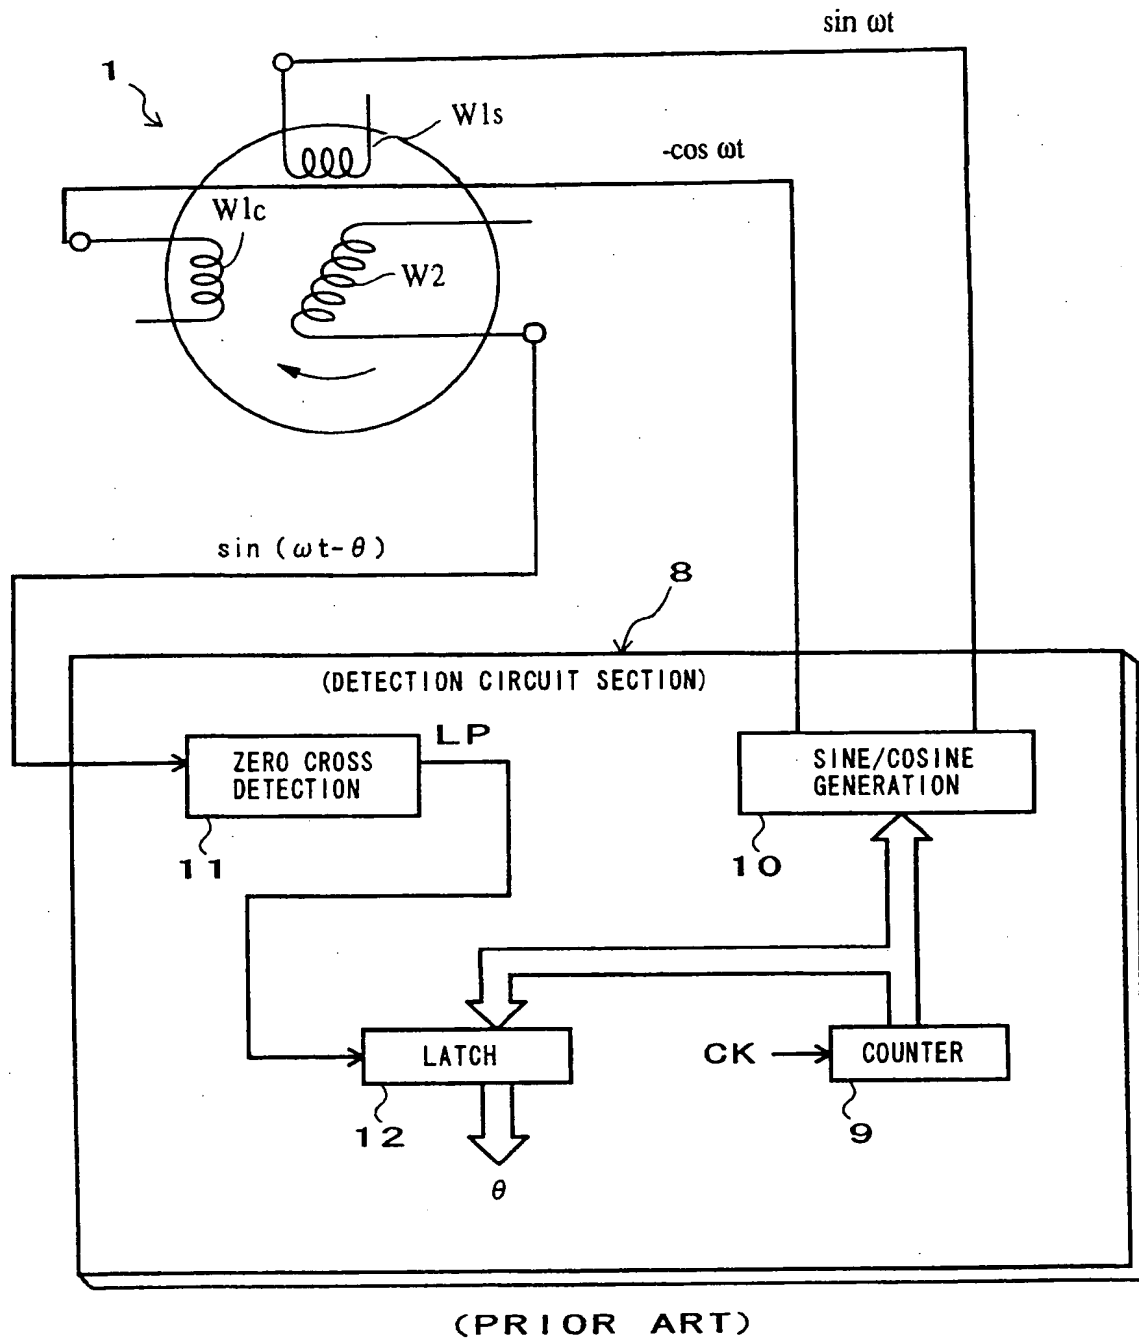 sin ωt
1
W1s
-cos ωt
W1c
W2
sin (ωt-θ)
8
(DETECTION CIRCUIT SECTION)
LP
ZERO CROSS
DETECTION
SINE/COSINE
GENERATION
11
10
LATCH
CK
COUNTER
12
9
θ
(PRIOR ART)